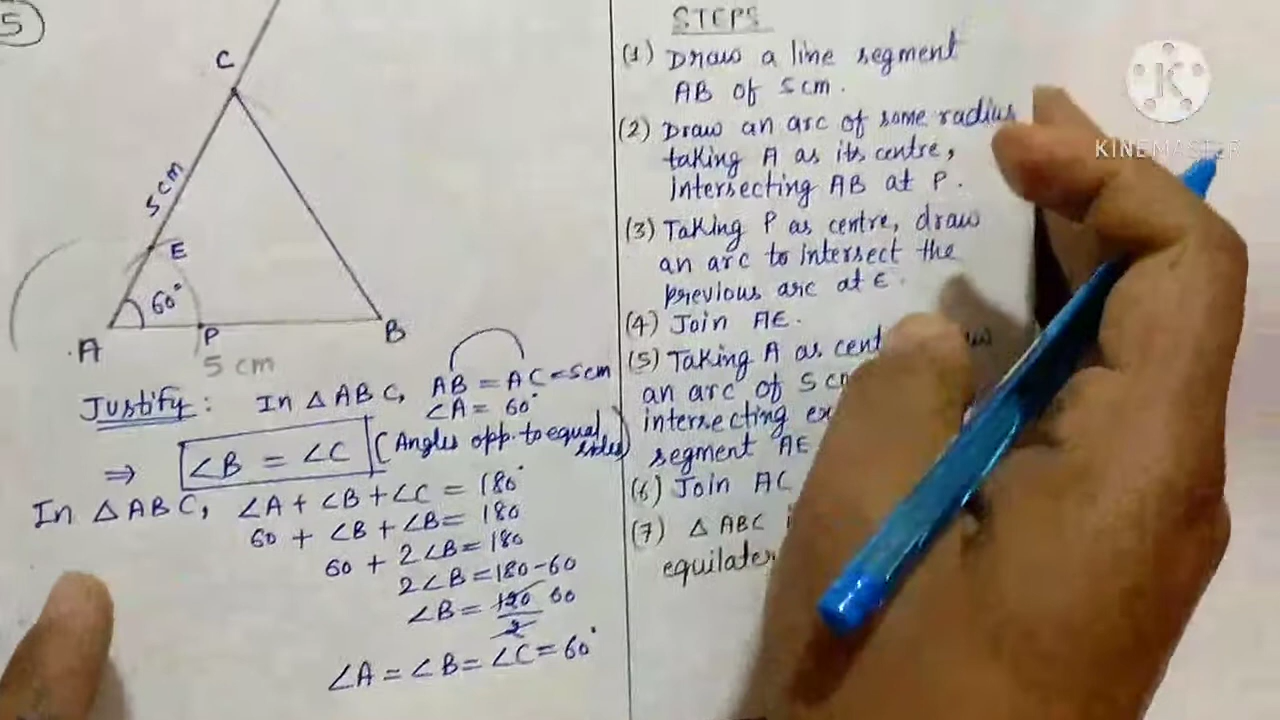 5
C
5cm
E
60°
A
P
B
5 cm
Justify: In △ABC, AB = AC = 5cm
∠A = 60°
⇒ ∠B = ∠C (Angles opp. to equal sides)
In △ABC, ∠A + ∠B + ∠C = 180°
60 + ∠B + ∠B = 180
60 + 2∠B = 180
2∠B = 180-60
∠B = 120 60
2
∠A = ∠B = ∠C = 60°
STEPS
(1) Draw a line segment
AB of 5cm.
(2) Draw an arc of some radius
taking A as its centre,
intersecting AB at P.
(3) Taking P as centre, draw
an arc to intersect the
previous arc at E.
(4) Join AE.
(5) Taking A as
an arc of 5
intersecting
segment AE
(6) Join AC
(7) △ABC
K
KINEMASTER